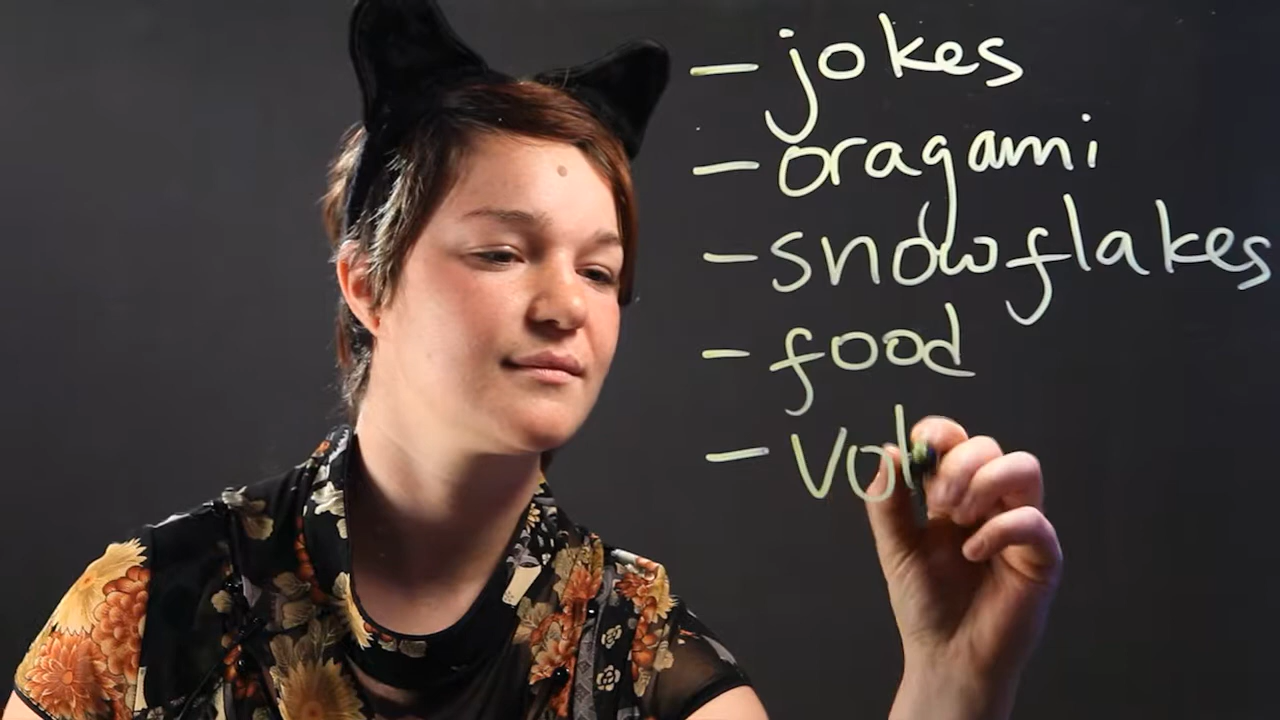 - jokes
- oragami
- snowflakes
- food
- vol